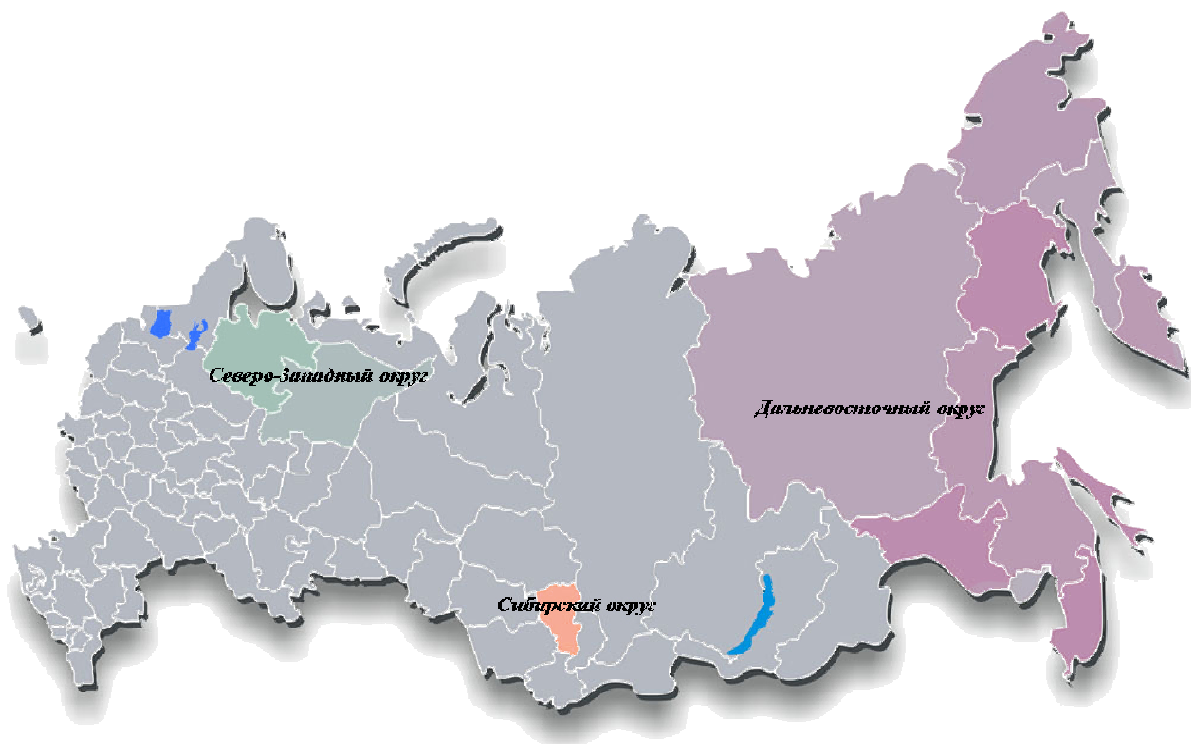 Северо-Западный округ
Дальневосточный округ
Сибирский округ